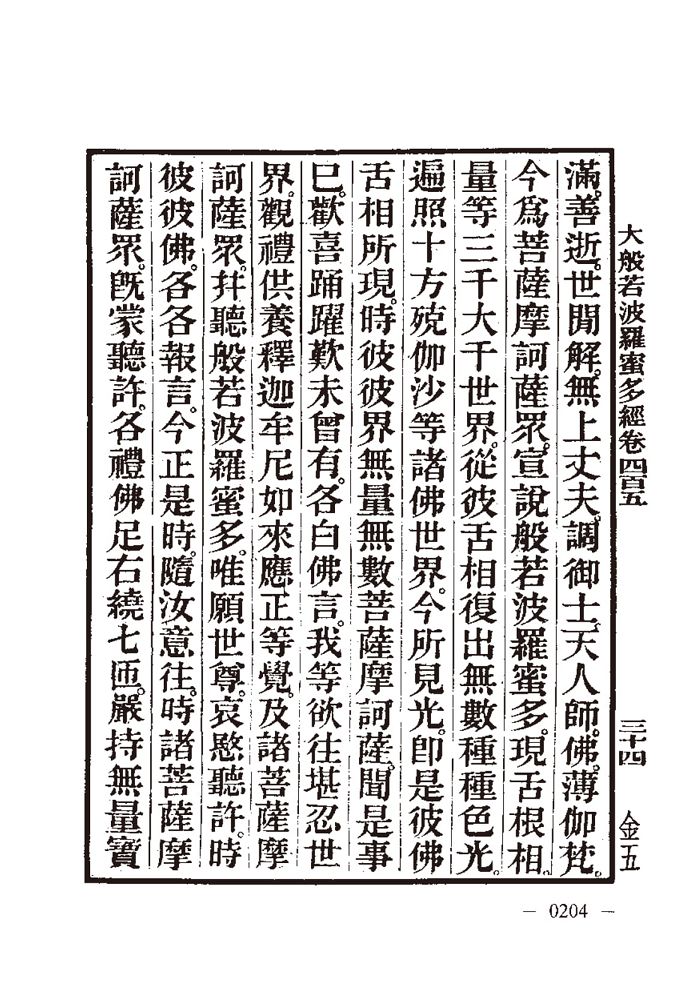 大般若波羅蜜多經卷四百五
三十四
金五
滿。善逝。世閒解。無上丈夫。調御士。天人師。佛。薄伽梵。
今爲菩薩摩訶薩眾。宣說般若波羅蜜多。現舌根相。
量等三千大千世界。從彼舌相復出無數種種色光。
遍照十方殑伽沙等諸佛世界。今所見光。卽是彼佛
舌相所現。時彼彼界無量無數菩薩摩訶薩。聞是事
巳。歡喜踊躍歎未曾有。各白佛言。我等欲往堪忍世
界。觀禮供養釋迦牟尼如來應正等覺。及諸菩薩摩
訶薩眾。幷聽般若波羅蜜多。唯願世尊。哀愍聽許。時
彼彼佛。各各報言。今正是時。隨汝意往。時諸菩薩摩
訶薩眾。旣蒙聽許。各禮佛足右繞七匝。嚴持無量寶
— 0204 —